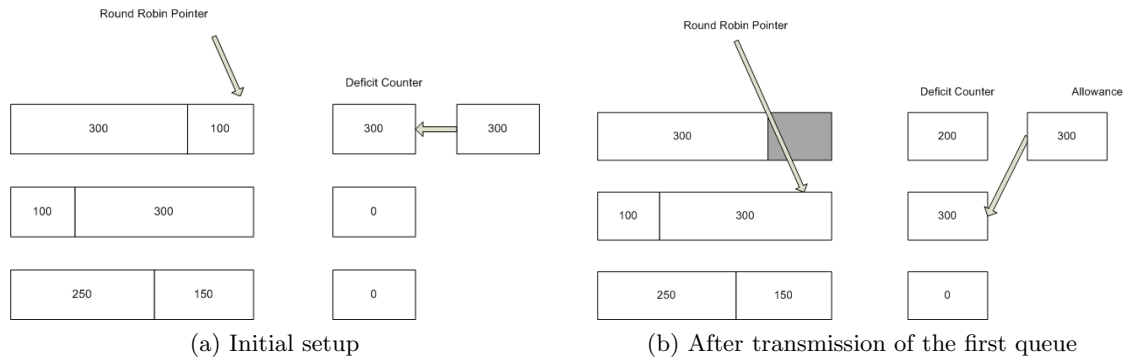 Round Robin Pointer
Deficit Counter
300 100 300 300
100 300 0
250 150 0
(a) Initial setup
Round Robin Pointer
Deficit Counter Allowance
300 200 300
100 300 300
250 150 0
(b) After transmission of the first queue